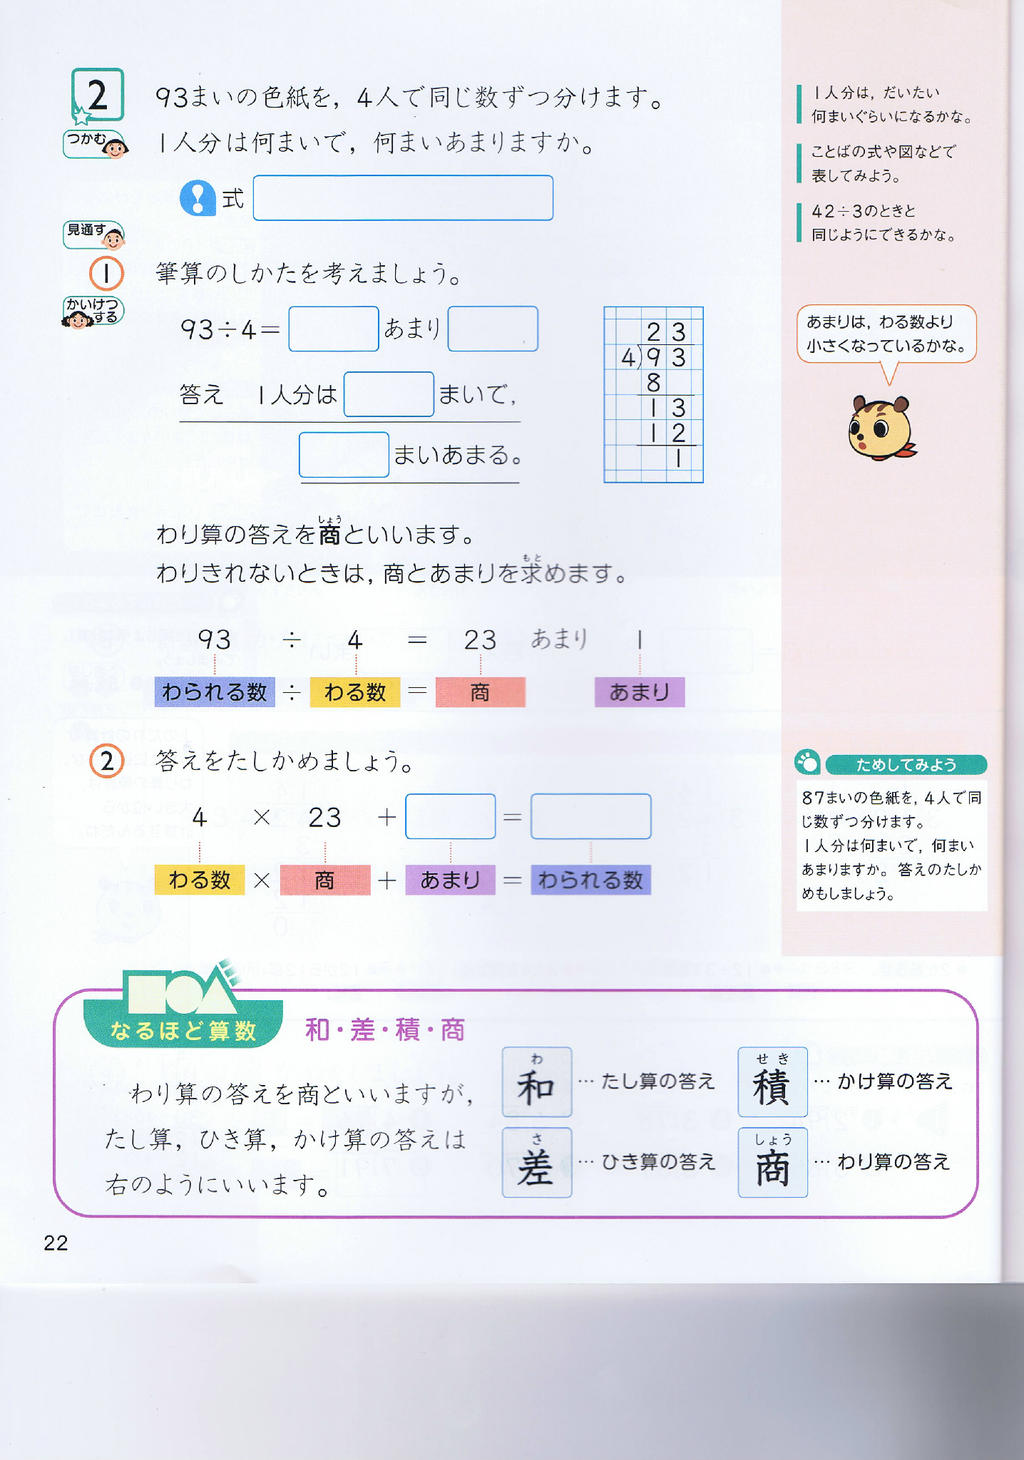 2
つかむ
93まいの色紙を，4人で同じ数ずつ分けます。
1人分は何まいで，何まいあまりますか。
式
見通す
1
筆算のしかたを考えましょう。
かいけつ
する
93÷4=
あまり
答え 1人分は まいで，
まいあまる。
2 3
4)9 3
8
1 3
1 2
1
わり算の答えを商といいます。
しょう
わりきれないときは，商とあまりを求めます。
もと
93 ÷ 4 = 23 あまり 1
わられる数 ÷ わる数 = 商 あまり
2
答えをたしかめましょう。
4 × 23 + =
わる数 × 商 + あまり = わられる数
1人分は，だいたい
何まいぐらいになるかな。
ことばの式や図などで
表してみよう。
42÷3のときと
同じようにできるかな。
あまりは，わる数より
小さくなっているかな。
ためしてみよう
87まいの色紙を，4人で同
じ数ずつ分けます。
1人分は何まいで，何まい
あまりますか。答えのたしか
めもしましょう。
なるほど算数
和・差・積・商
わり算の答えを商といいますが，
たし算，ひき算，かけ算の答えは
右のようにいいます。
わ
和 … たし算の答え
せき
積 … かけ算の答え
さ
差 … ひき算の答え
しょう
商 … わり算の答え
22